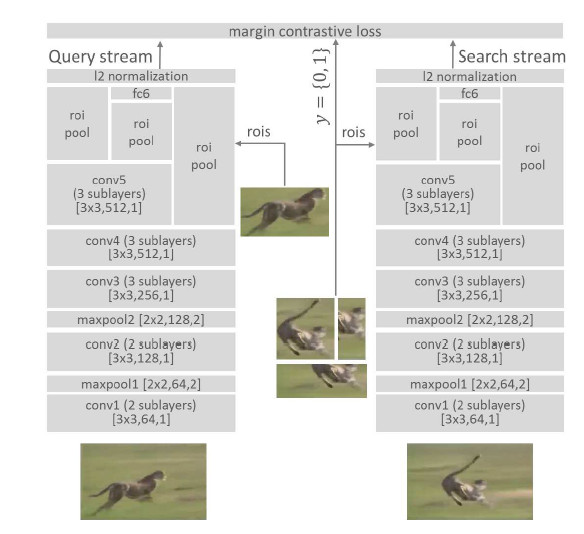 margin contrastive loss
Query stream
Search stream
y = {0,1}
l2 normalization
fc6
roi
pool
roi
pool
roi
pool
conv5
(3 sublayers)
[3x3,512,1]
conv4 (3 sublayers)
[3x3,512,1]
conv3 (3 sublayers)
[3x3,256,1]
maxpool2 [2x2,128,2]
conv2 (2 sublayers)
[3x3,128,1]
maxpool1 [2x2,64,2]
conv1 (2 sublayers)
[3x3,64,1]
rois
rois
l2 normalization
fc6
roi
pool
roi
pool
roi
pool
conv5
(3 sublayers)
[3x3,512,1]
conv4 (3 sublayers)
[3x3,512,1]
conv3 (3 sublayers)
[3x3,256,1]
maxpool2 [2x2,128,2]
conv2 (2 sublayers)
[3x3,128,1]
maxpool1 [2x2,64,2]
conv1 (2 sublayers)
[3x3,64,1]